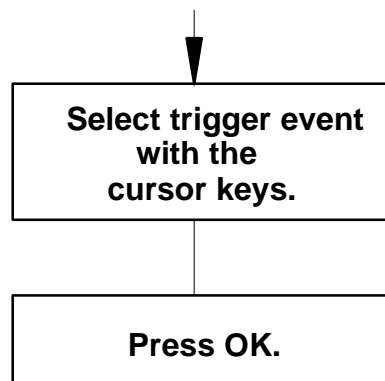 Select trigger event
with the
cursor keys.
Press OK.